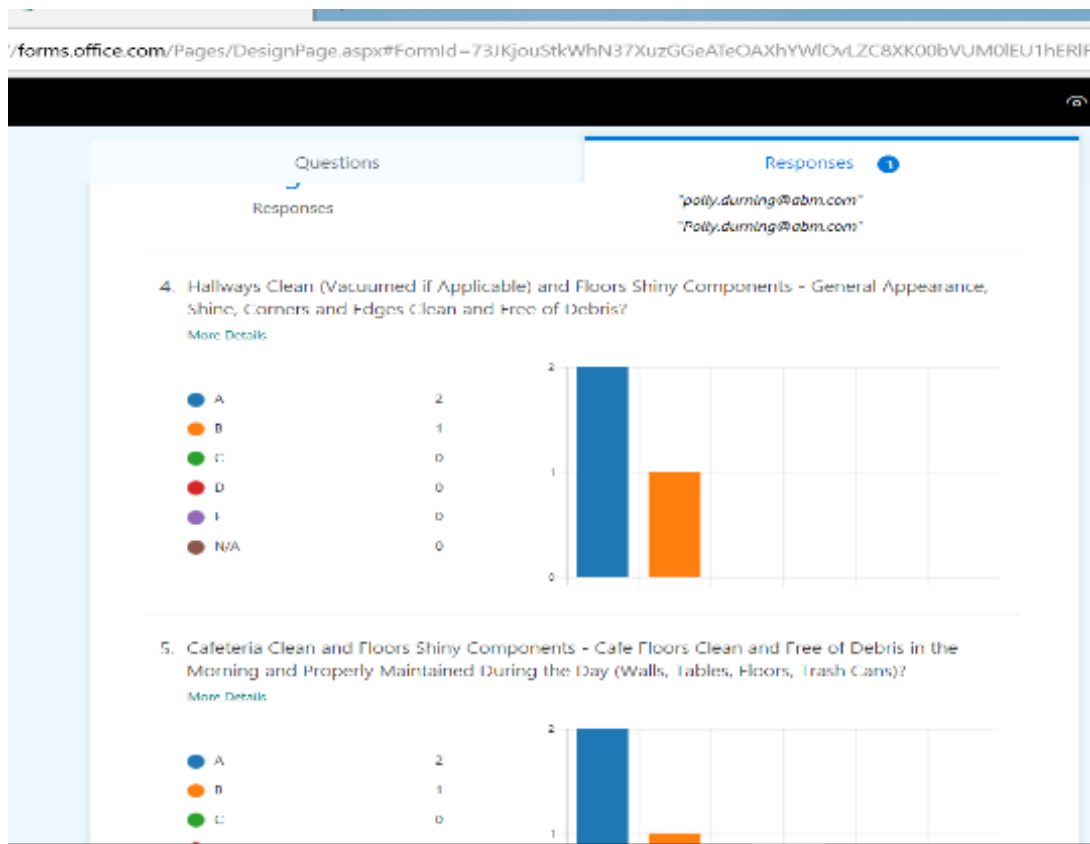 /forms.office.com/Pages/DesignPage.aspx#FormId=
Questions
Responses 1
Responses
"polly.durning@abm.com"
"Polly.durning@abm.com"
4. Hallways Clean (Vacuumed if Applicable) and Floors Shiny Components - General Appearance,
Shine, Corners and Edges Clean and Free of Debris?
More Details
A 2
B 1
C 0
D 0
F 0
N/A 0
2
1
0
5. Cafeteria Clean and Floors Shiny Components - Cafe Floors Clean and Free of Debris in the
Morning and Properly Maintained During the Day (Walls, Tables, Floors, Trash Cans)?
More Details
A 2
B 1
C 0
2
1